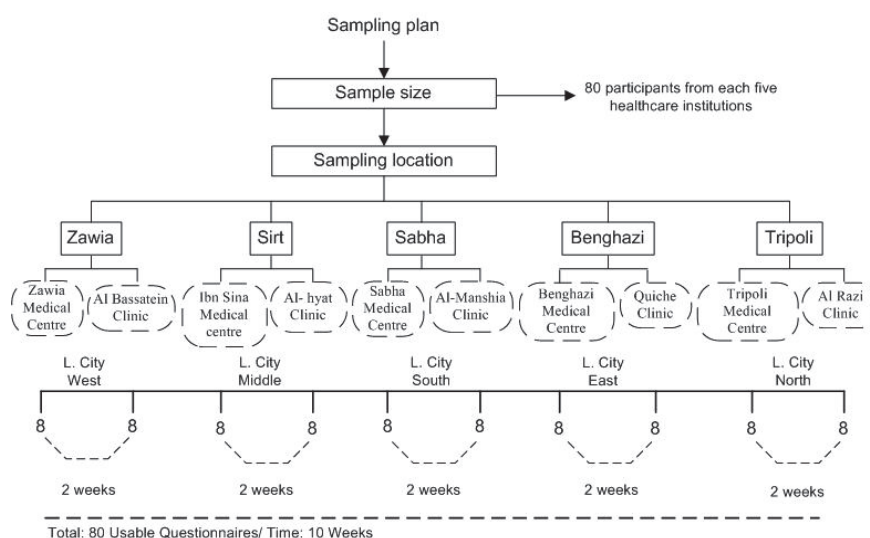 Sampling plan
Sample size
80 participants from each five
healthcare institutions
Sampling location
Zawia
Sirt
Sabha
Benghazi
Tripoli
Zawia
Medical
Centre
Al Bassatein
Clinic
Ibn Sina
Medical
centre
Al- hyat
Clinic
Sabha
Medical
Centre
Al-Manshia
Clinic
Benghazi
Medical
Centre
Quiche
Clinic
Tripoli
Medical
Centre
Al Razi
Clinic
L. City
West
L. City
Middle
L. City
South
L. City
East
L. City
North
8
8
8
8
8
8
8
8
8
8
2 weeks
2 weeks
2 weeks
2 weeks
2 weeks
Total: 80 Usable Questionnaires/ Time: 10 Weeks